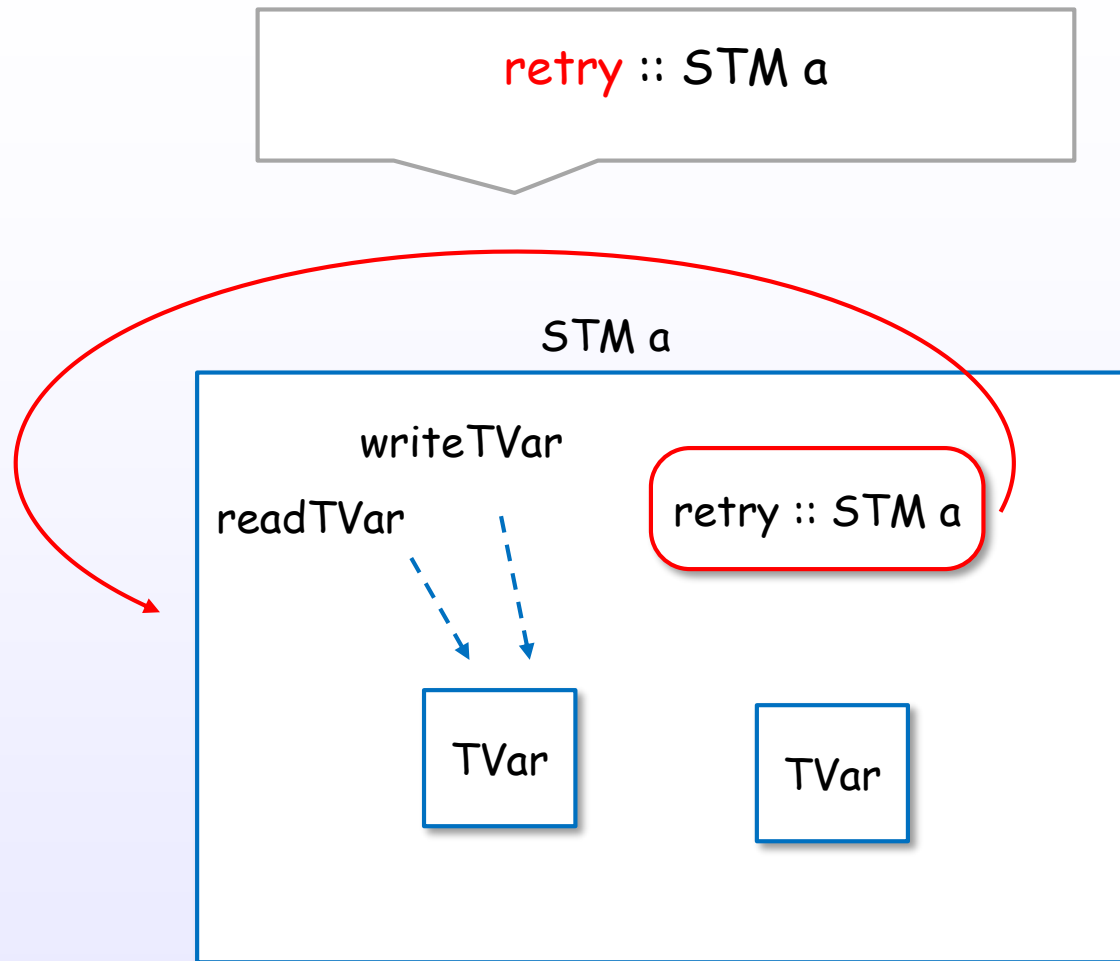 retry :: STM a
STM a
writeTVar
readTVar
retry :: STM a
TVar
TVar